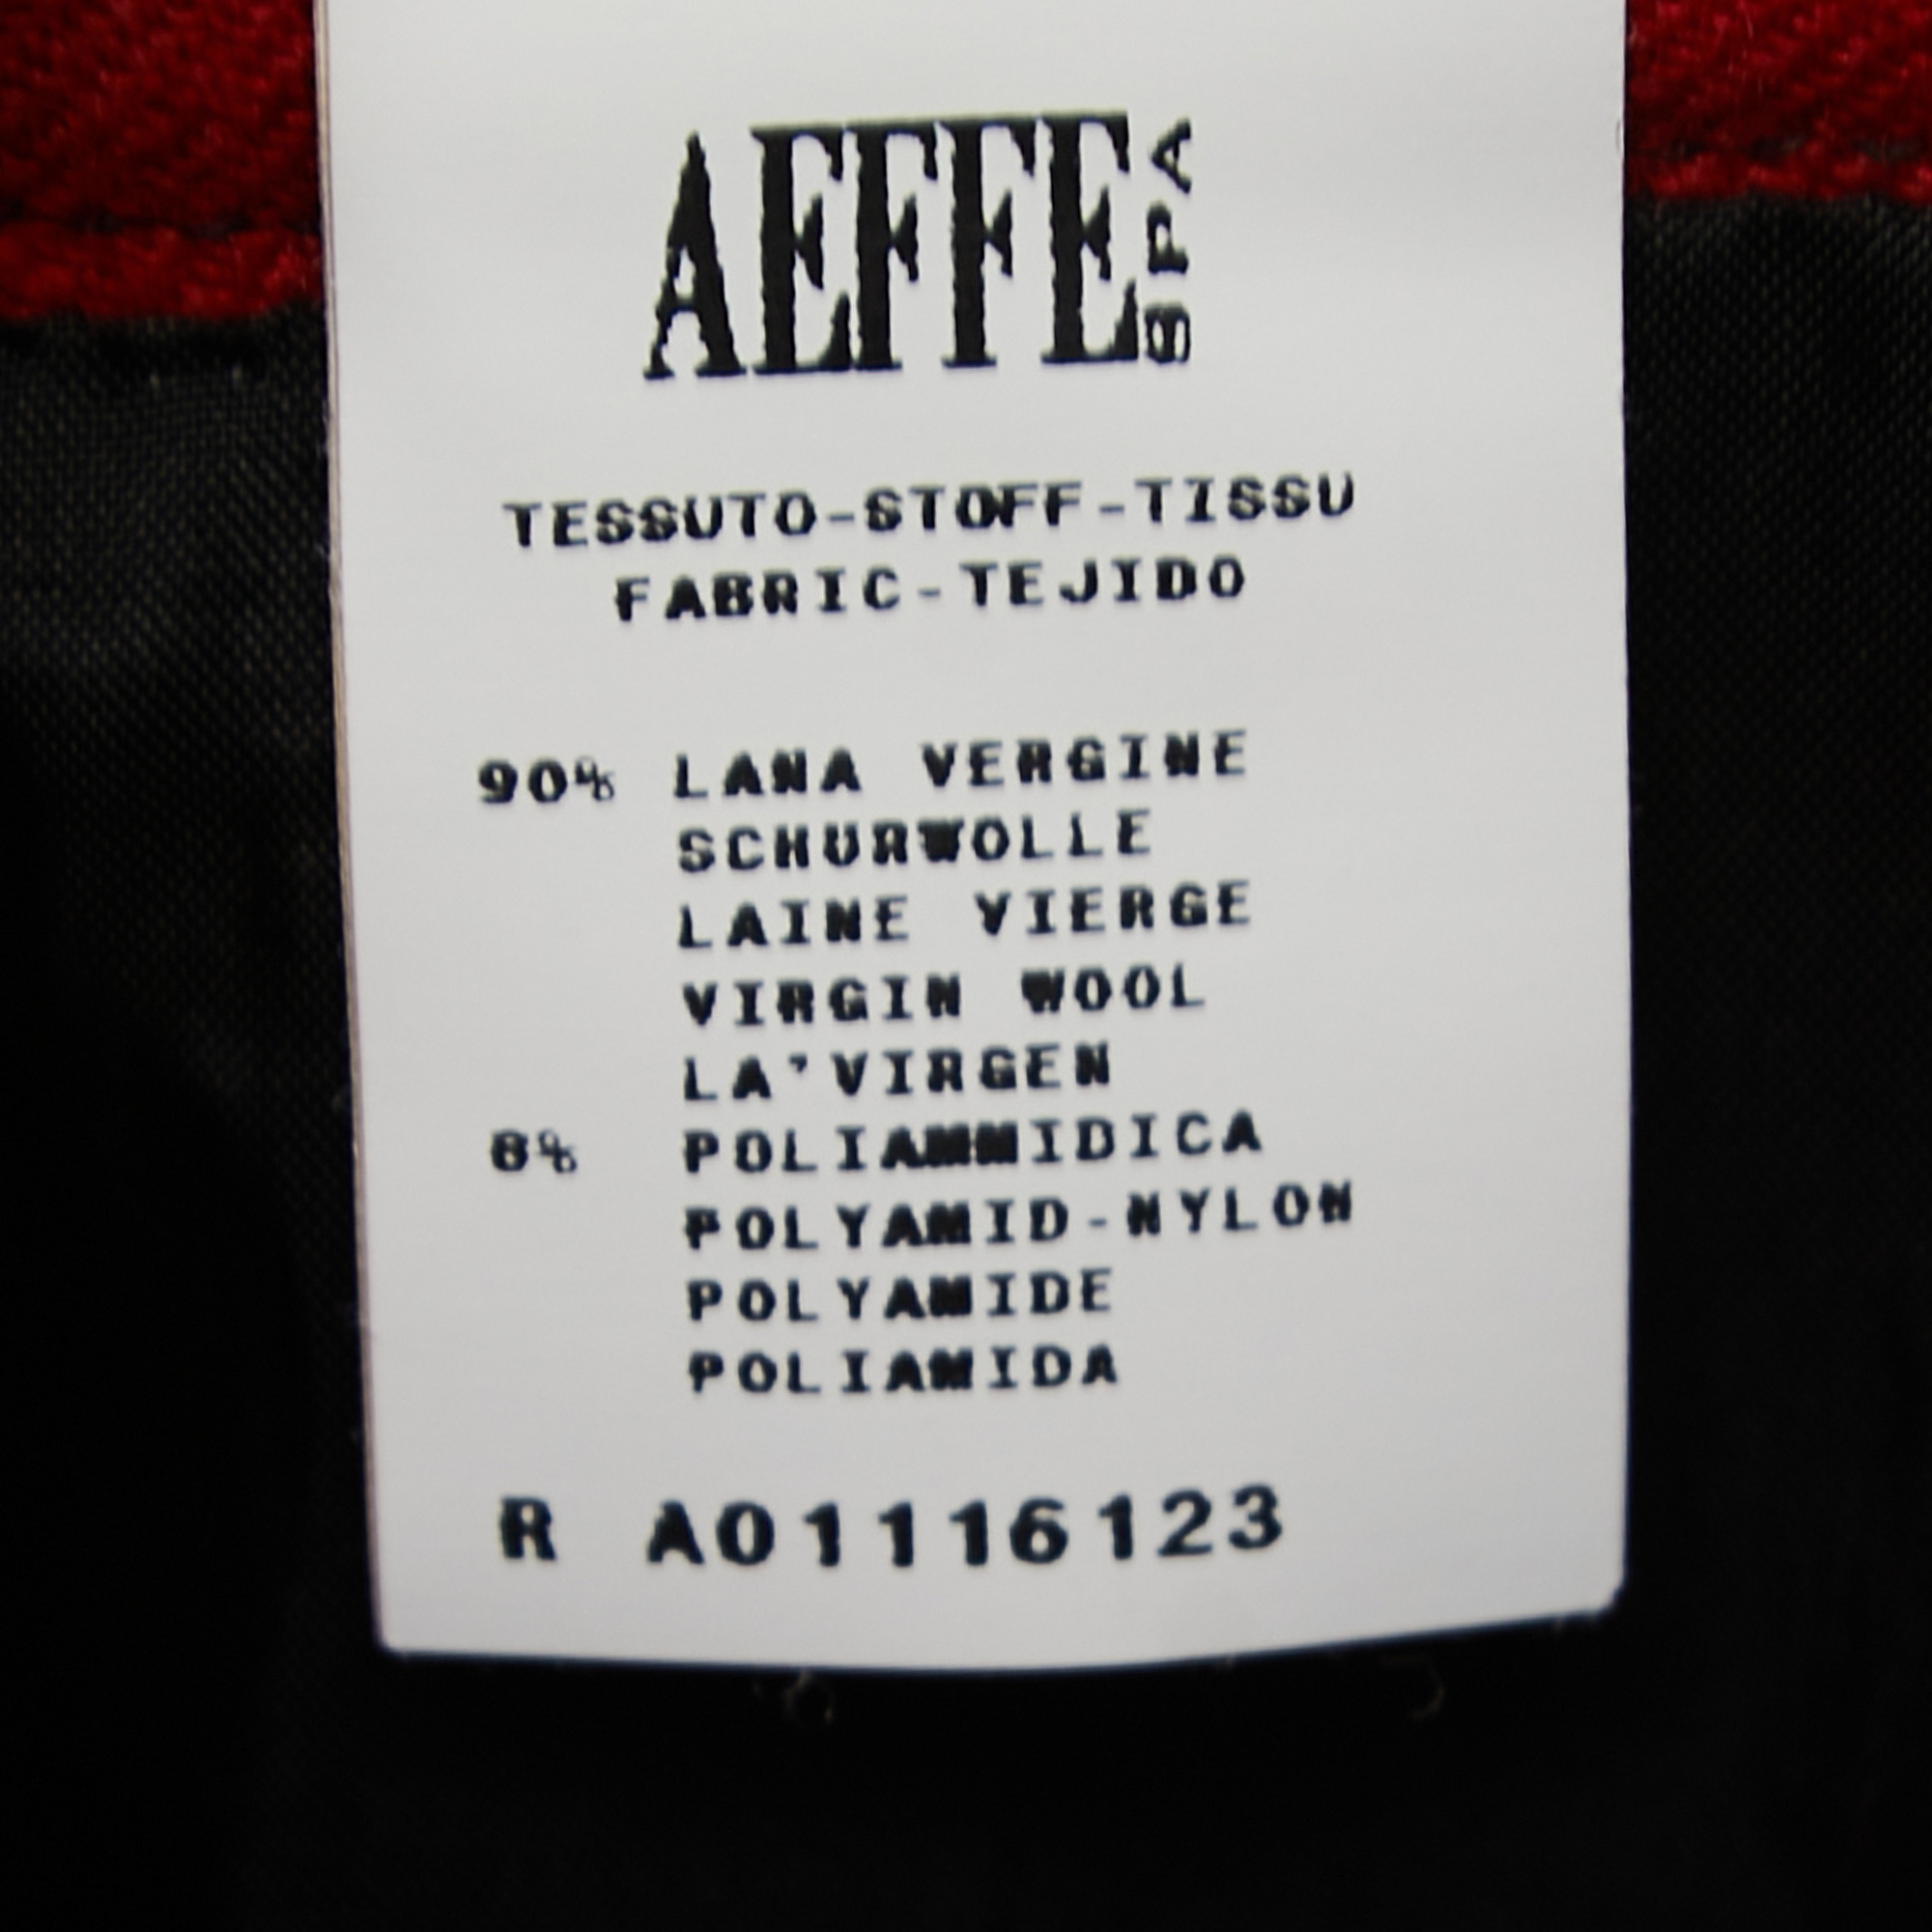 AEFFE SPA
TESSUTO-STOFF-TISSU
FABRIC-TEJIDO
90% LANA VERGINE
SCHURWOLLE
LAINE VIERGE
VIRGIN WOOL
LA'VIRGEN
8% POLIAMMIDICA
POLYAMID-NYLON
POLYAMIDE
POLIAMIDA
R A01116123